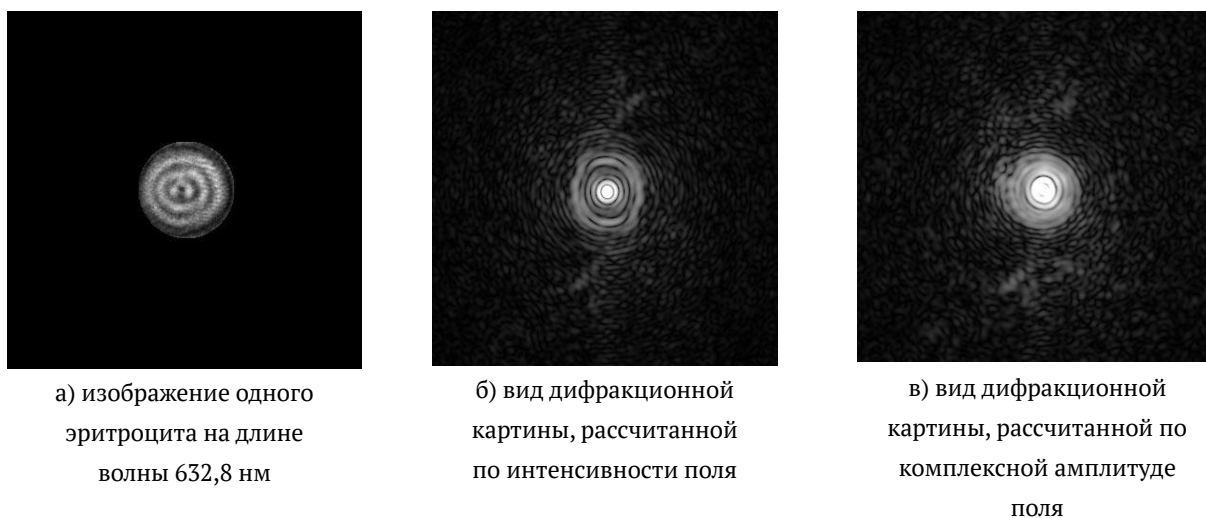 а) изображение одного
эритроцита на длине
волны 632,8 нм
б) вид дифракционной
картины, рассчитанной
по интенсивности поля
в) вид дифракционной
картины, рассчитанной по
комплексной амплитуде
поля